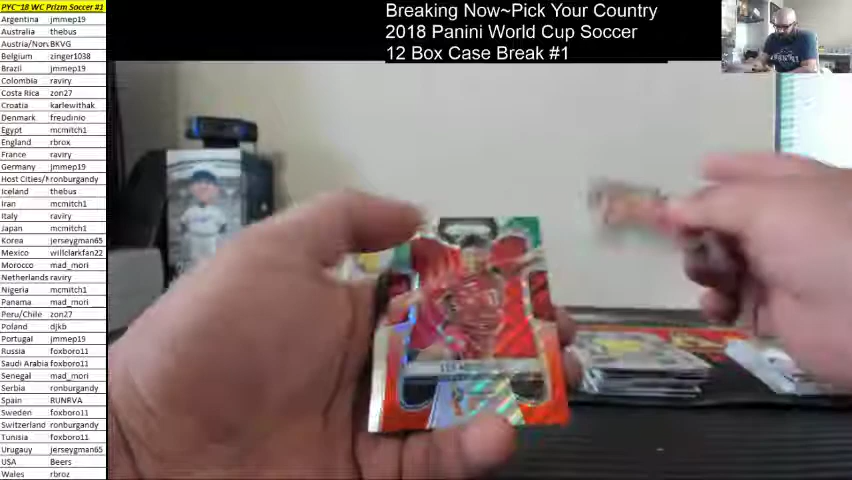 PYC~18 WC Prizm Soccer #1
Argentina jmmep19
Australia thebus
Austria/Nor BKVG
Belgium zinger1038
Brazil jmmep19
Colombia raviry
Costa Rica zon27
Croatia karlewithak
Denmark freudinio
Egypt mcmitch1
England rbrox
France raviry
Germany jmmep19
Host Cities/ ronburgandy
Iceland thebus
Iran mcmitch1
Italy raviry
Japan mcmitch1
Korea jerseygman65
Mexico willclarkfan22
Morocco mad_mori
Netherlands raviry
Nigeria mcmitch1
Panama mad_mori
Peru/Chile zon27
Poland djkb
Portugal jmmep19
Russia foxboro11
Saudi Arabia foxboro11
Senegal mad_mori
Serbia ronburgandy
Spain RUNRVA
Sweden foxboro11
Switzerland ronburgandy
Tunisia foxboro11
Urugauy jerseygman65
USA Beers
Wales rbroz
Breaking Now~Pick Your Country
2018 Panini World Cup Soccer
12 Box Case Break #1